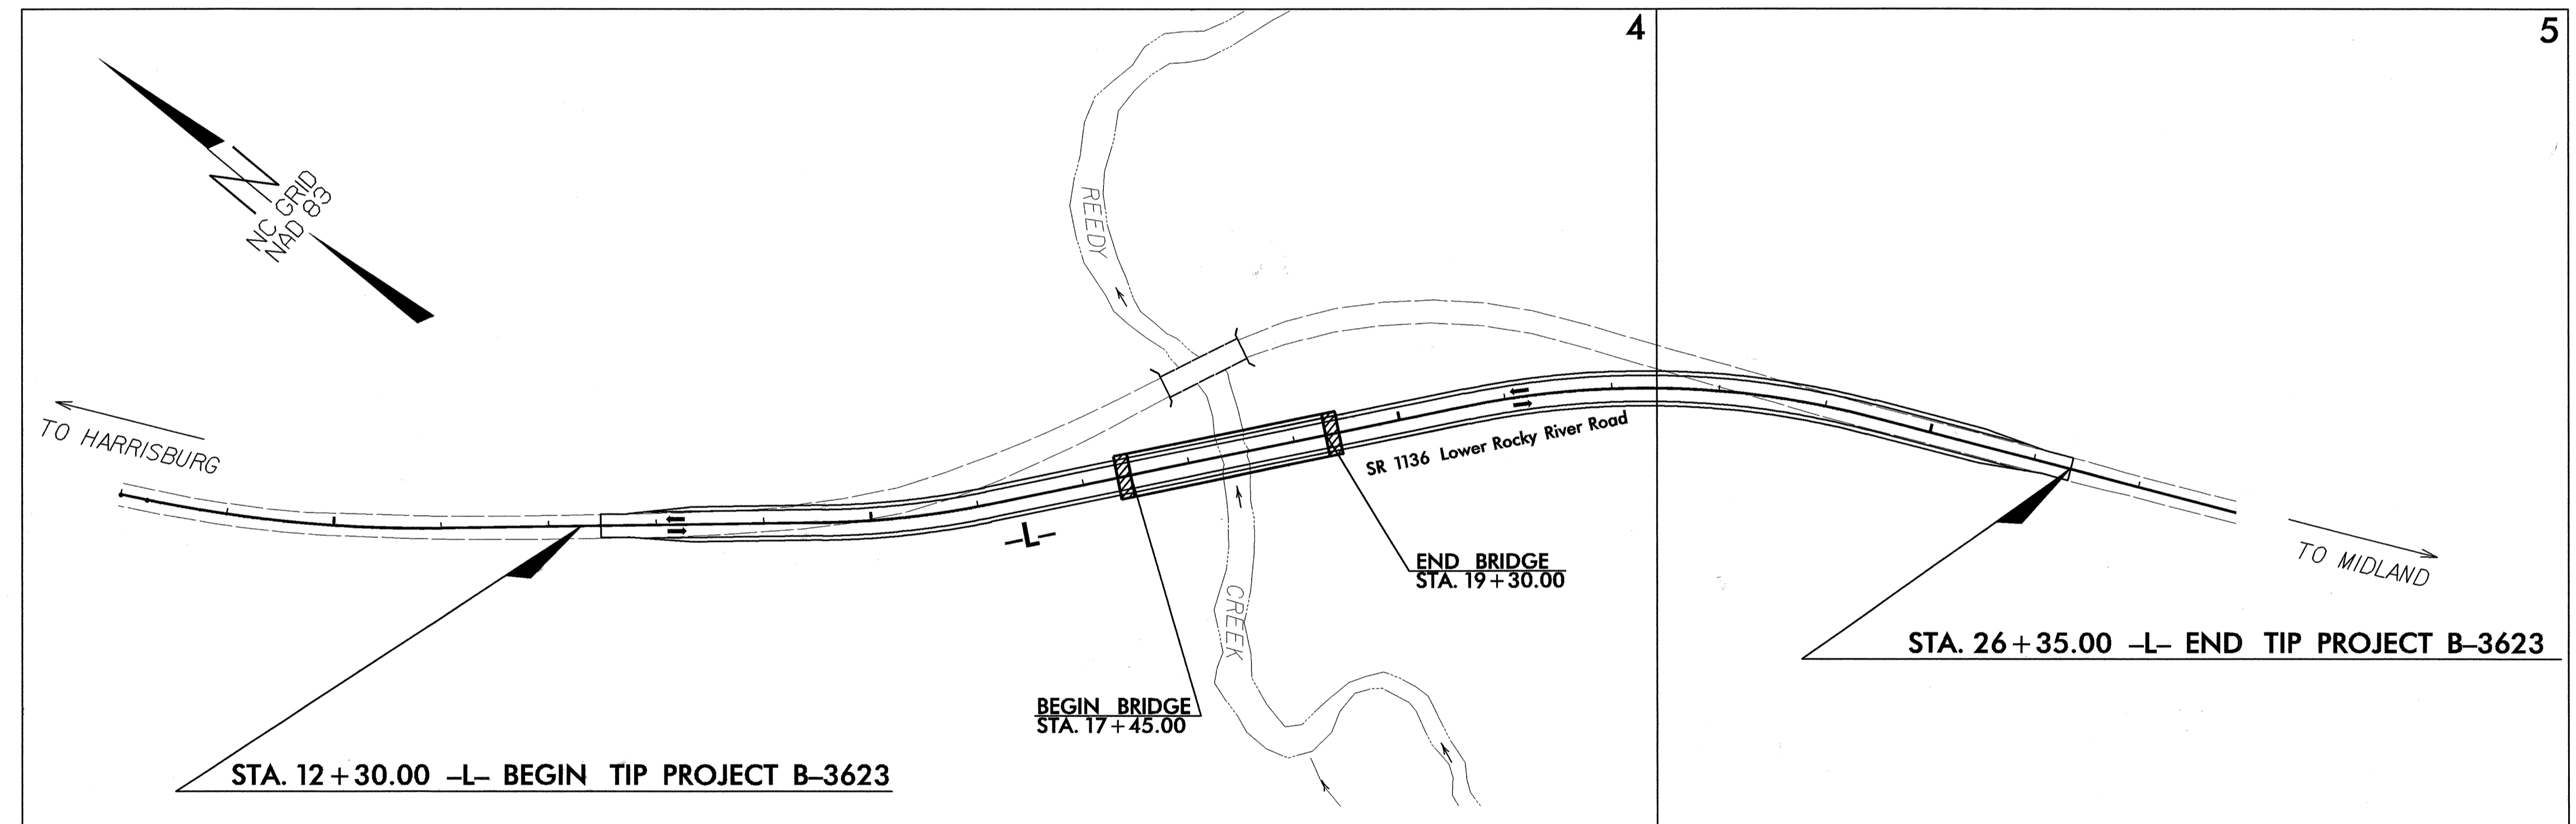 4
5
NC GRID
NAD 83
REEDY
TO HARRISBURG
SR 1136 Lower Rocky River Road
–L–
END BRIDGE
STA. 19+30.00
TO MIDLAND
CREEK
STA. 26+35.00 –L– END TIP PROJECT B–3623
BEGIN BRIDGE
STA. 17+45.00
STA. 12+30.00 –L– BEGIN TIP PROJECT B–3623